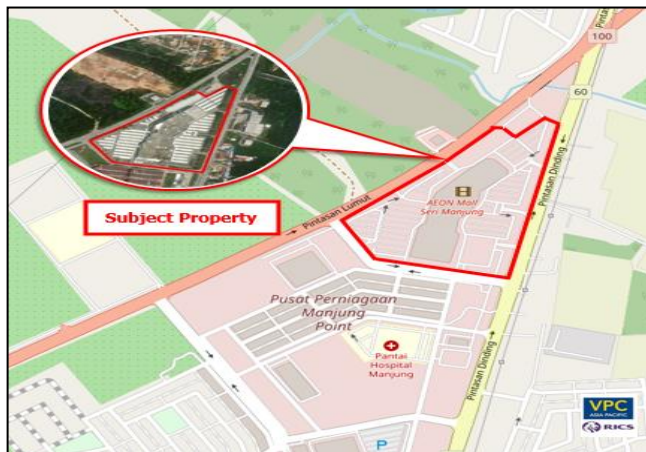 100
60
Pintasan
Pintasan Dinding
AEON Mall
Seri Manjung
Subject Property
Pintasan Lumut
Pusat Perniagaan
Manjung
Point
Pantai
Hospital
Manjung
Pintasan Dinding
P
VPC
ASIA PACIFIC
RICS